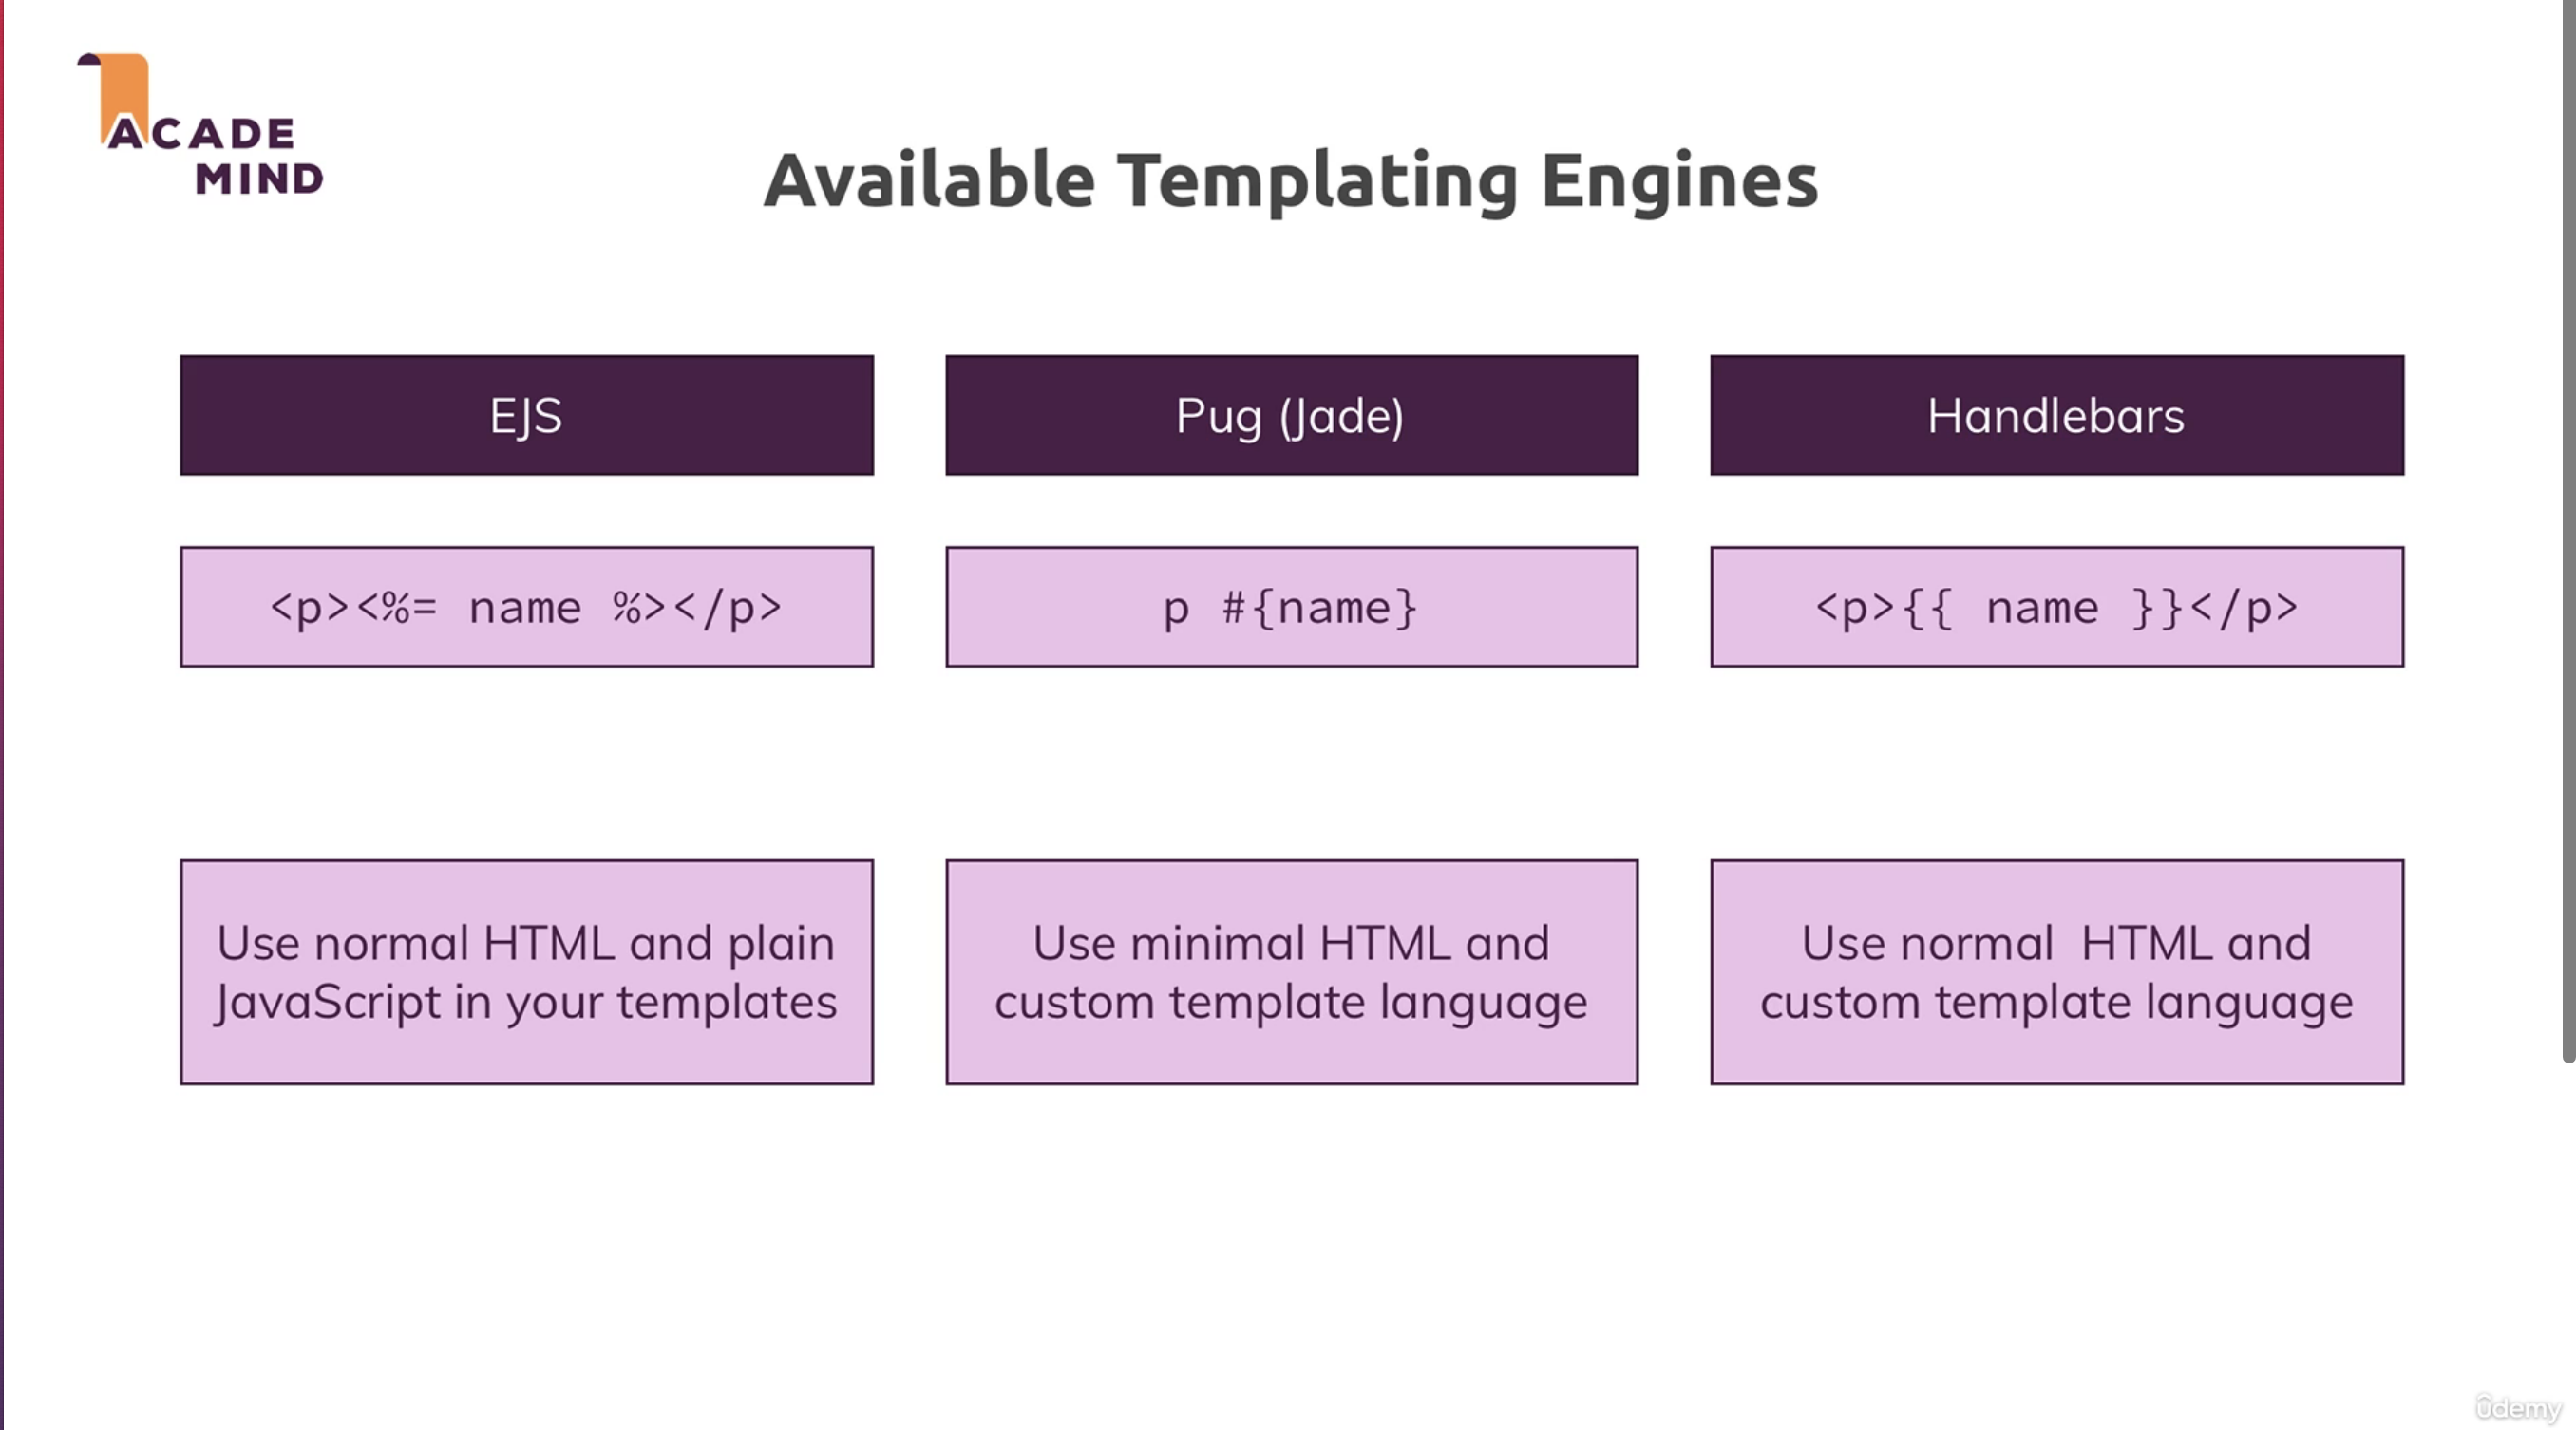 ACADE
MIND
Available Templating Engines
EJS
Pug (Jade)
Handlebars
<p><%= name %></p>
p #{name}
<p>{{ name }}</p>
Use normal HTML and plain
JavaScript in your templates
Use minimal HTML and
custom template language
Use normal  HTML and
custom template language
ûdemy